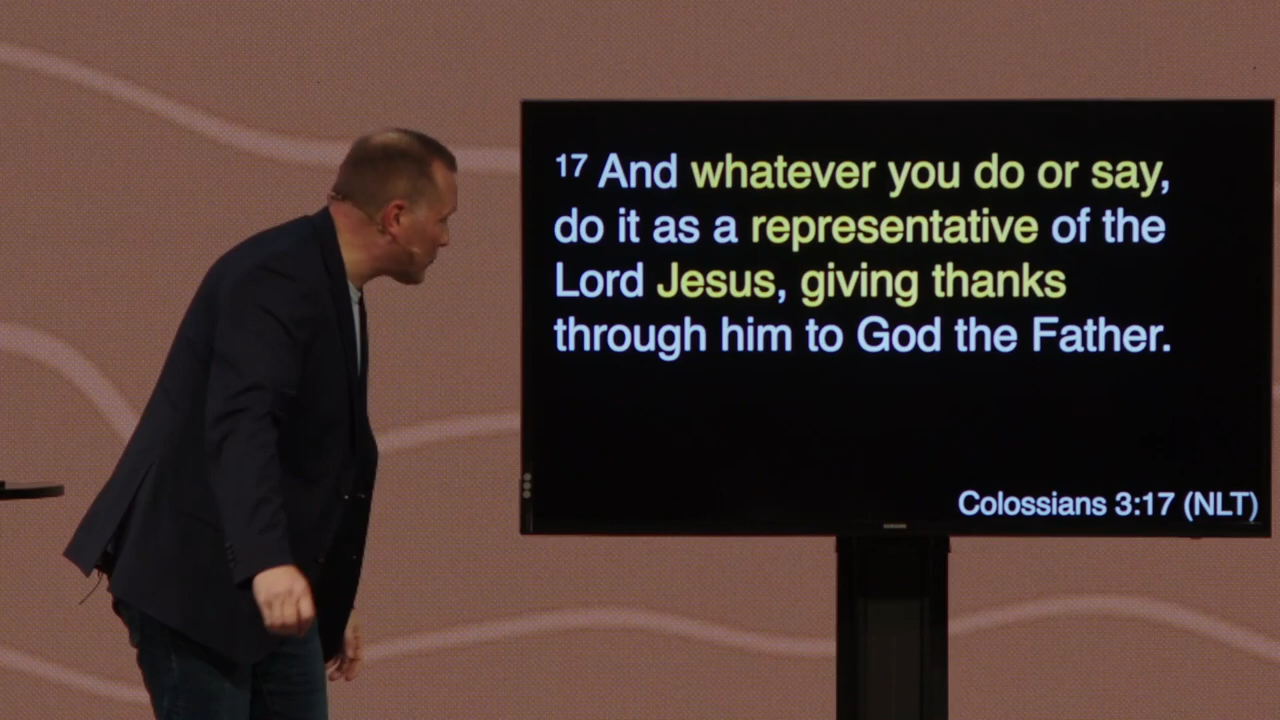 17 And whatever you do or say,
do it as a representative of the
Lord Jesus, giving thanks
through him to God the Father.
Colossians 3:17 (NLT)
SAMSUNG